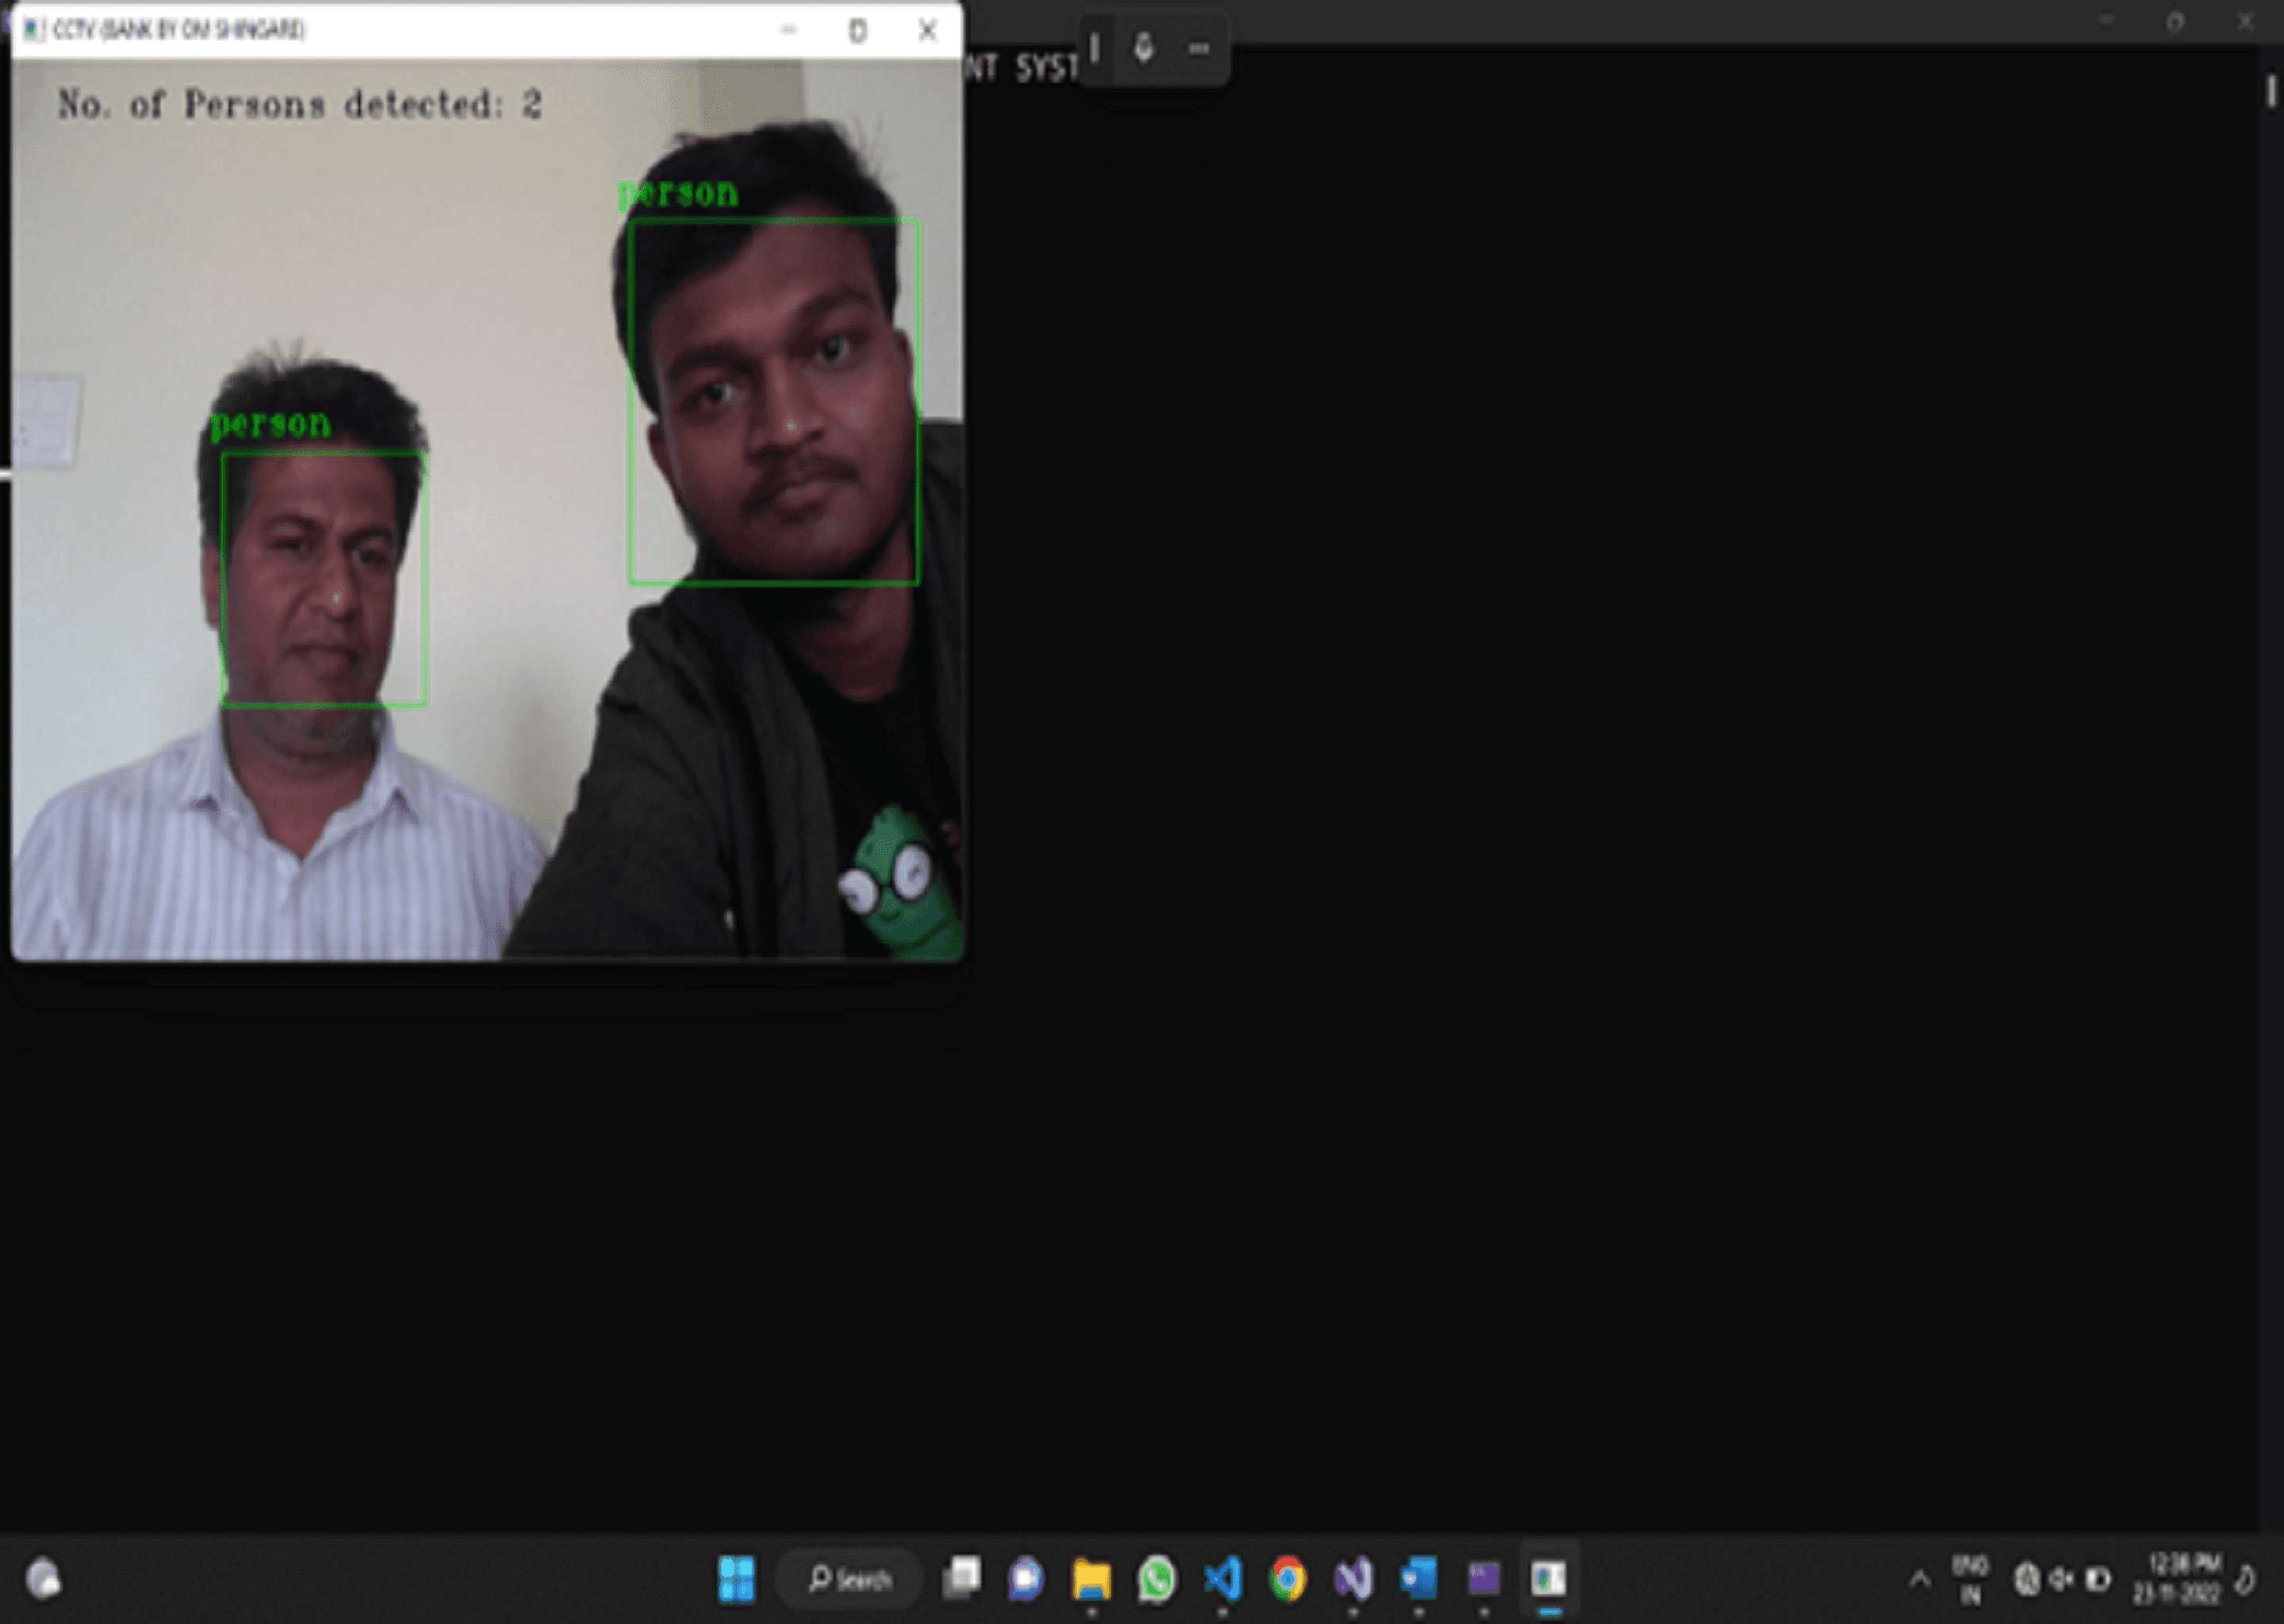 CCTV (BANK BY OM SHINGARE)
NT SYST
No. of Persons detected: 2
person
person
Search
ENG
IN
12:38 PM
23-11-2022